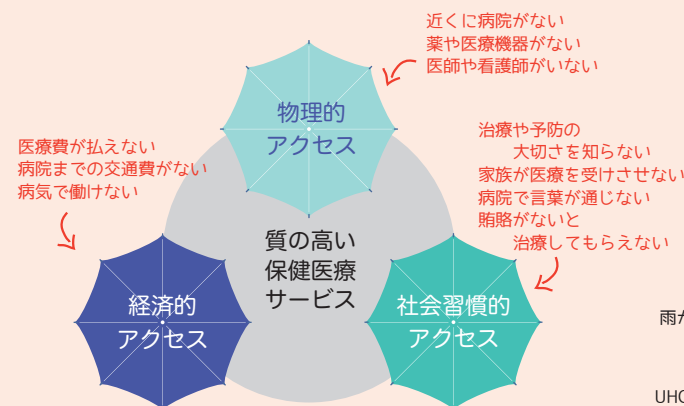 近くに病院がない
薬や医療機器がない
医師や看護師がいない
物理的
アクセス
医療費が払えない
病院までの交通費がない
病気で働けない
治療や予防の
大切さを知らない
家族が医療を受けさせない
病院で言葉が通じない
賄賂がないと
治療してもらえない
質の高い
保健医療
サービス
経済的
アクセス
社会習慣的
アクセス
雨が
UHC